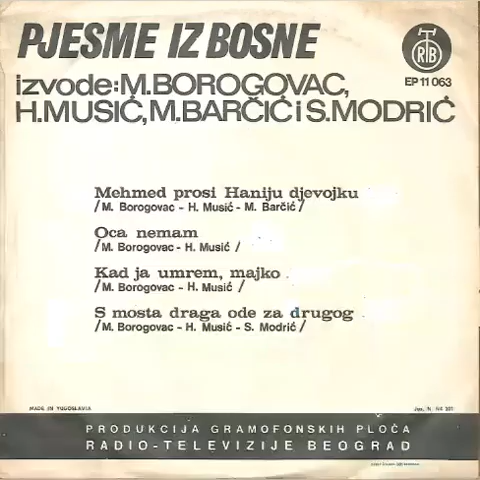 PJESME IZ BOSNE
RTB
izvode: M. BOROGOVAC,
EP 11 063
H. MUSIĆ, M. BARČIĆ i S. MODRIĆ
Mehmed prosi Haniju djevojku
/M. Borogovac - H. Musić - M. Barčić/
Oca nemam
/M. Borogovac - H. Musić /
Kad ja umrem, majko
/M. Borogovac - H. Musić /
S mosta draga ode za drugog
/M. Borogovac - H. Musić - S. Modrić/
MADE IN YUGOSLAVIA
PRODUKCIJA GRAMOFONSKIH PLOČA
RADIO-TELEVIZIJE BEOGRAD